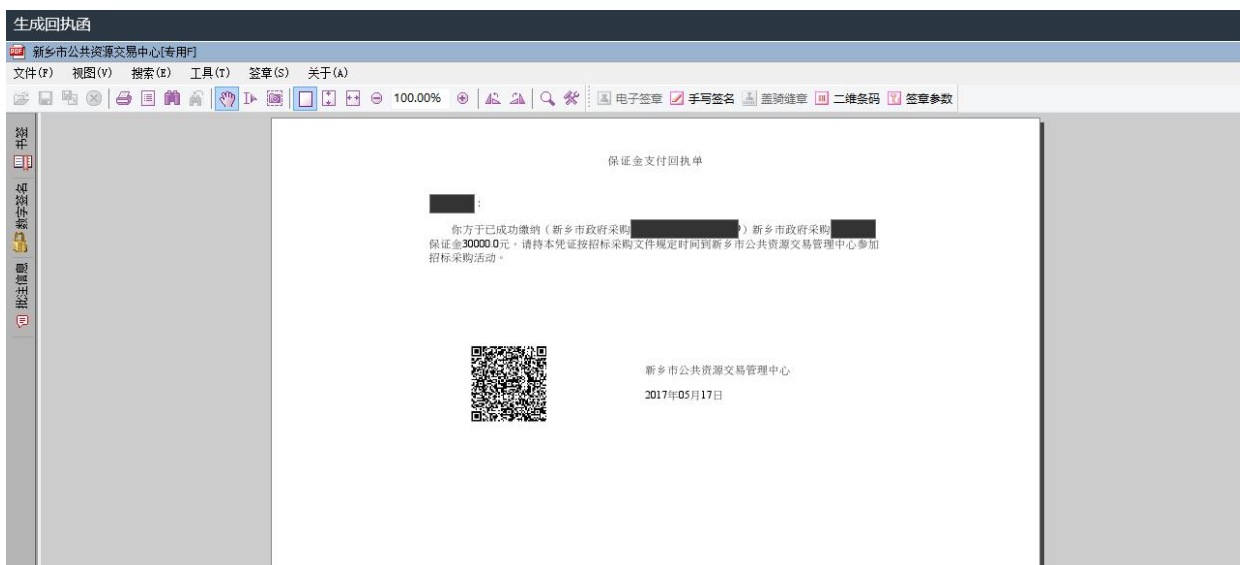 生成回执函
新乡市公共资源交易中心[专用F]
文件(F) 视图(V) 搜索(E) 工具(T) 签章(S) 关于(A)
100.00% 电子签章 手写签名 盖骑缝章 二维条码 签章参数
书签
数字签名
批注信息
保证金支付回执单
:
你方于已成功缴纳(新乡市政府采购 )新乡市政府采购
保证金30000.0元,请持本凭证按招标采购文件规定时间到新乡市公共资源交易管理中心参加
招标采购活动。
新乡市公共资源交易管理中心
2017年05月17日